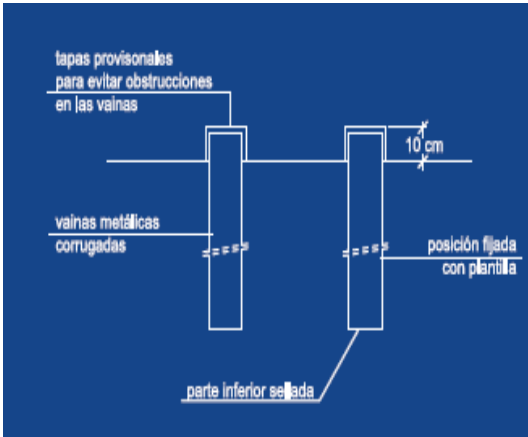 tapas provisonales
para evitar obstrucciones
en las vainas
10 cm
vainas metálicas
corrugadas
posición fijada
con plantilla
parte inferior sellada